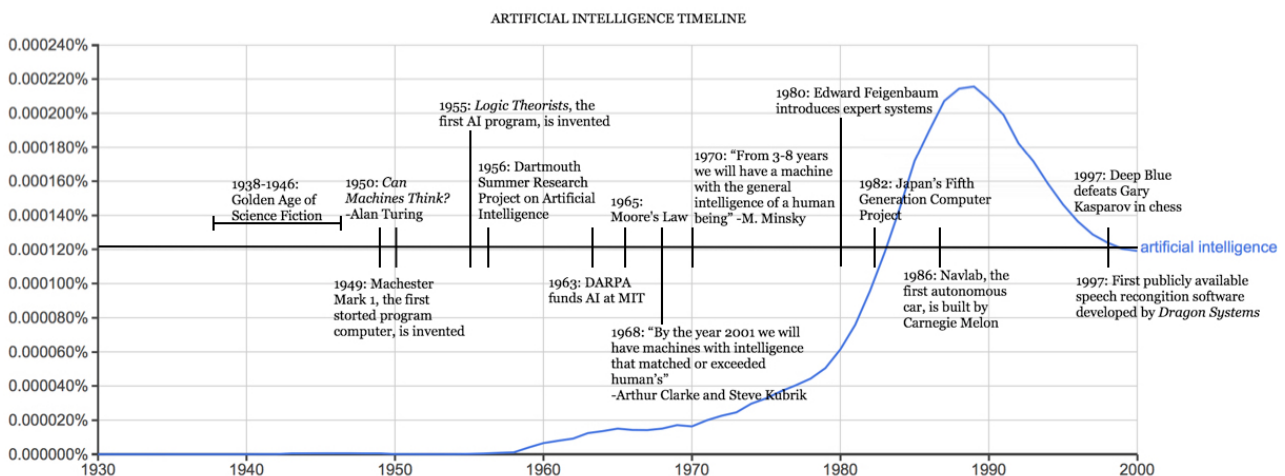 ARTIFICIAL INTELLIGENCE TIMELINE
0.000240%
0.000220%
0.000200%
0.000180%
0.000160%
0.000140%
0.000120%
0.000100%
0.000080%
0.000060%
0.000040%
0.000020%
0.000000%
1938-1946:
Golden Age of
Science Fiction
1950: Can
Machines Think?
-Alan Turing
1955: Logic Theorists, the
first AI program, is invented
1956: Dartmouth
Summer Research
Project on Artificial
Intelligence
1965:
Moore's Law
1970: “From 3-8 years
we will have a machine
with the general
intelligence of a human
being” -M. Minsky
1980: Edward Feigenbaum
introduces expert systems
1982: Japan's Fifth
Generation Computer
Project
1997: Deep Blue
defeats Gary
Kasparov in chess
artificial intelligence
1949: Machester
Mark 1, the first
storted program
computer, is invented
1963: DARPA
funds AI at MIT
1968: “By the year 2001 we will
have machines with intelligence
that matched or exceeded
human's”
-Arthur Clarke and Steve Kubrik
1986: Navlab, the
first autonomous
car, is built by
Carnegie Melon
1997: First publicly available
speech recongition software
developed by Dragon Systems
1930
1940
1950
1960
1970
1980
1990
2000